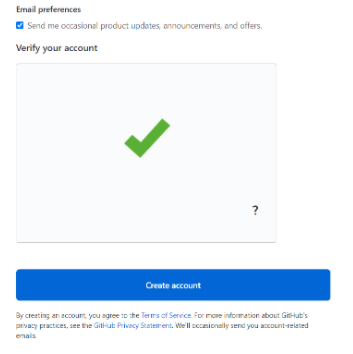 Email preferences
Send me occasional product updates, announcements, and offers.
Verify your account
?
Create account
By creating an account, you agree to the Terms of Service. For more information about GitHub's
privacy practices, see the GitHub Privacy Statement. We'll occasionally send you account-related
emails.